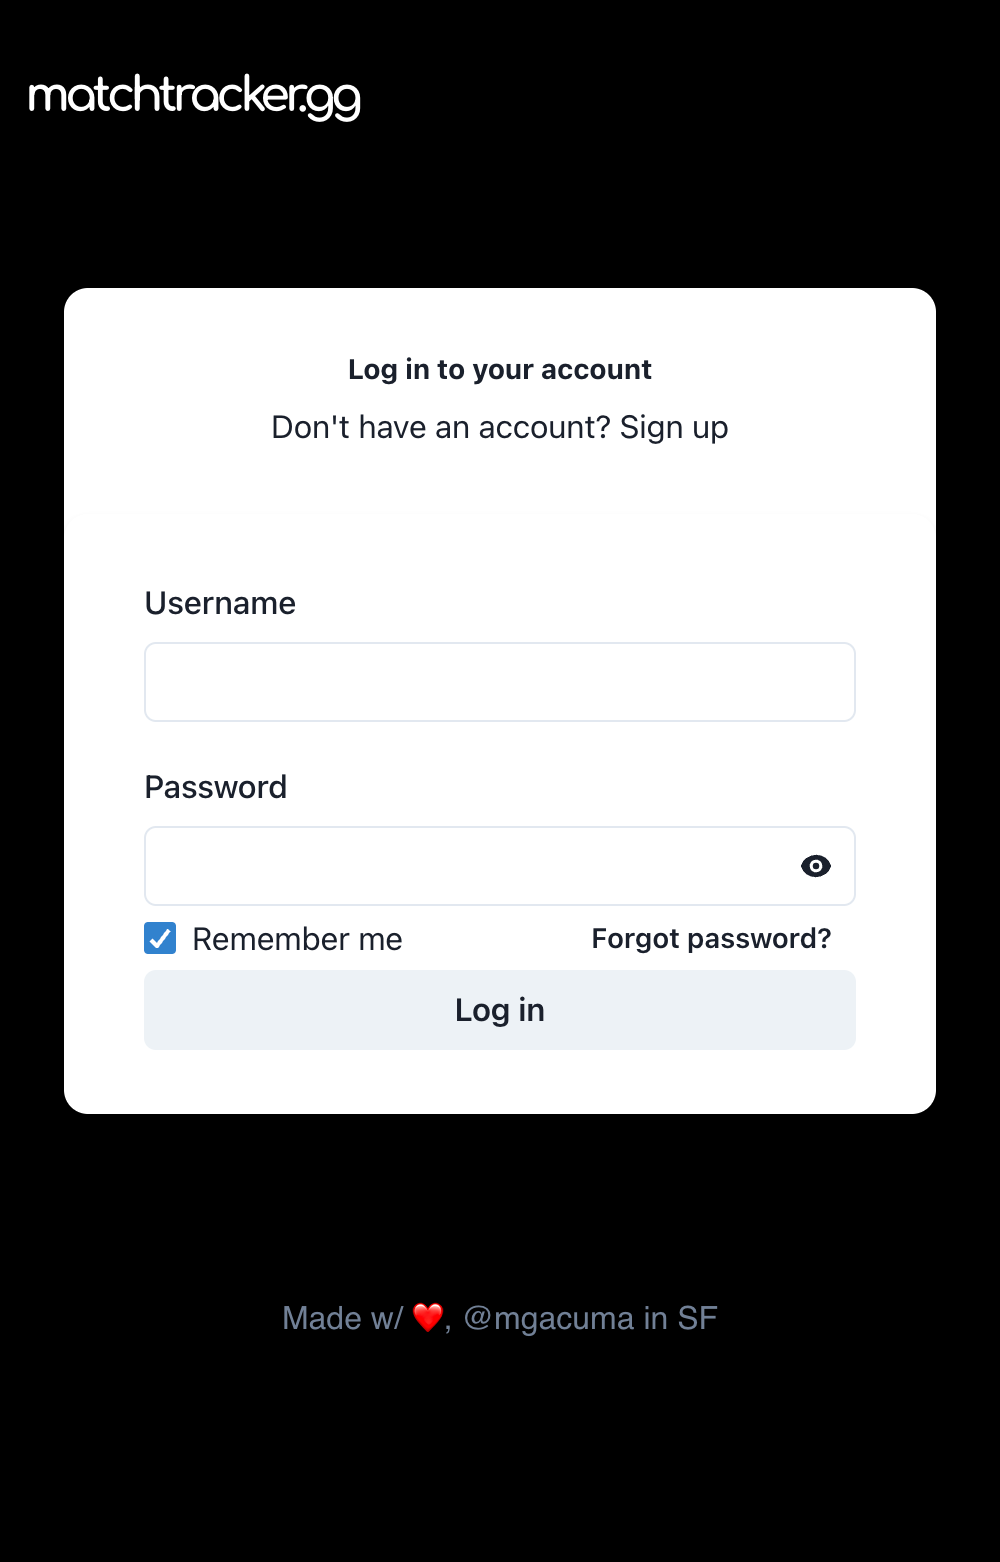 matchtracker.gg
Log in to your account
Don't have an account? Sign up
Username
Password
Remember me
Forgot password?
Log in
Made w/ ❤️, @mgacuma in SF